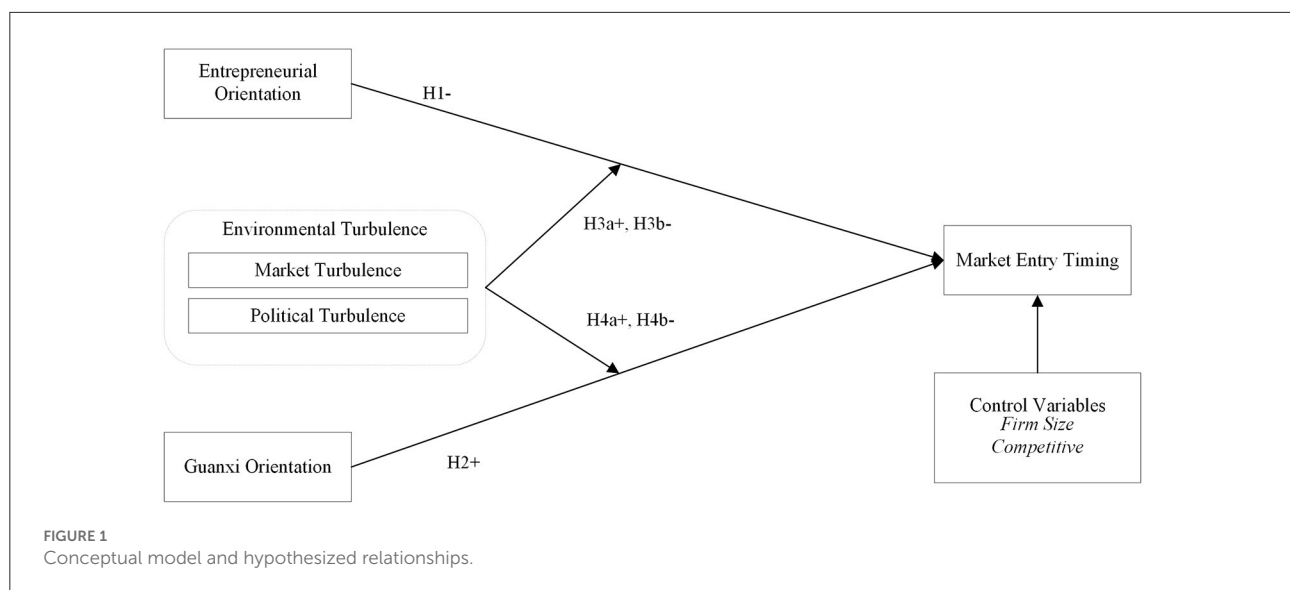 Entrepreneurial
Orientation
H1-
Environmental Turbulence
Market Turbulence
Political Turbulence
H3a+, H3b-
H4a+, H4b-
Market Entry Timing
Control Variables
Firm Size
Competitive
Guanxi Orientation
H2+
FIGURE 1
Conceptual model and hypothesized relationships.